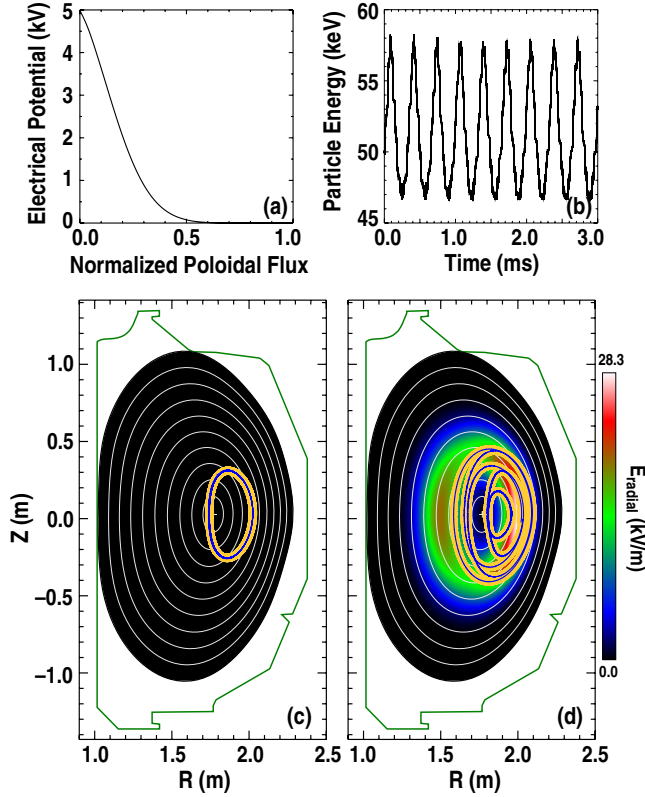 Electrical Potential (kV)
5
4
3
2
1
0
0.0
0.5
1.0
Normalized Poloidal Flux
(a)
Particle Energy (keV)
60
57
54
50
48
45
0.0
1.0
2.0
3.0
Time (ms)
(b)
Z (m)
1.0
0.5
0.0
−0.5
−1.0
1.0
1.5
2.0
2.5
R (m)
(c)
1.0
1.5
2.0
2.5
R (m)
(d)
28.3
E radial (kV/m)
0.0